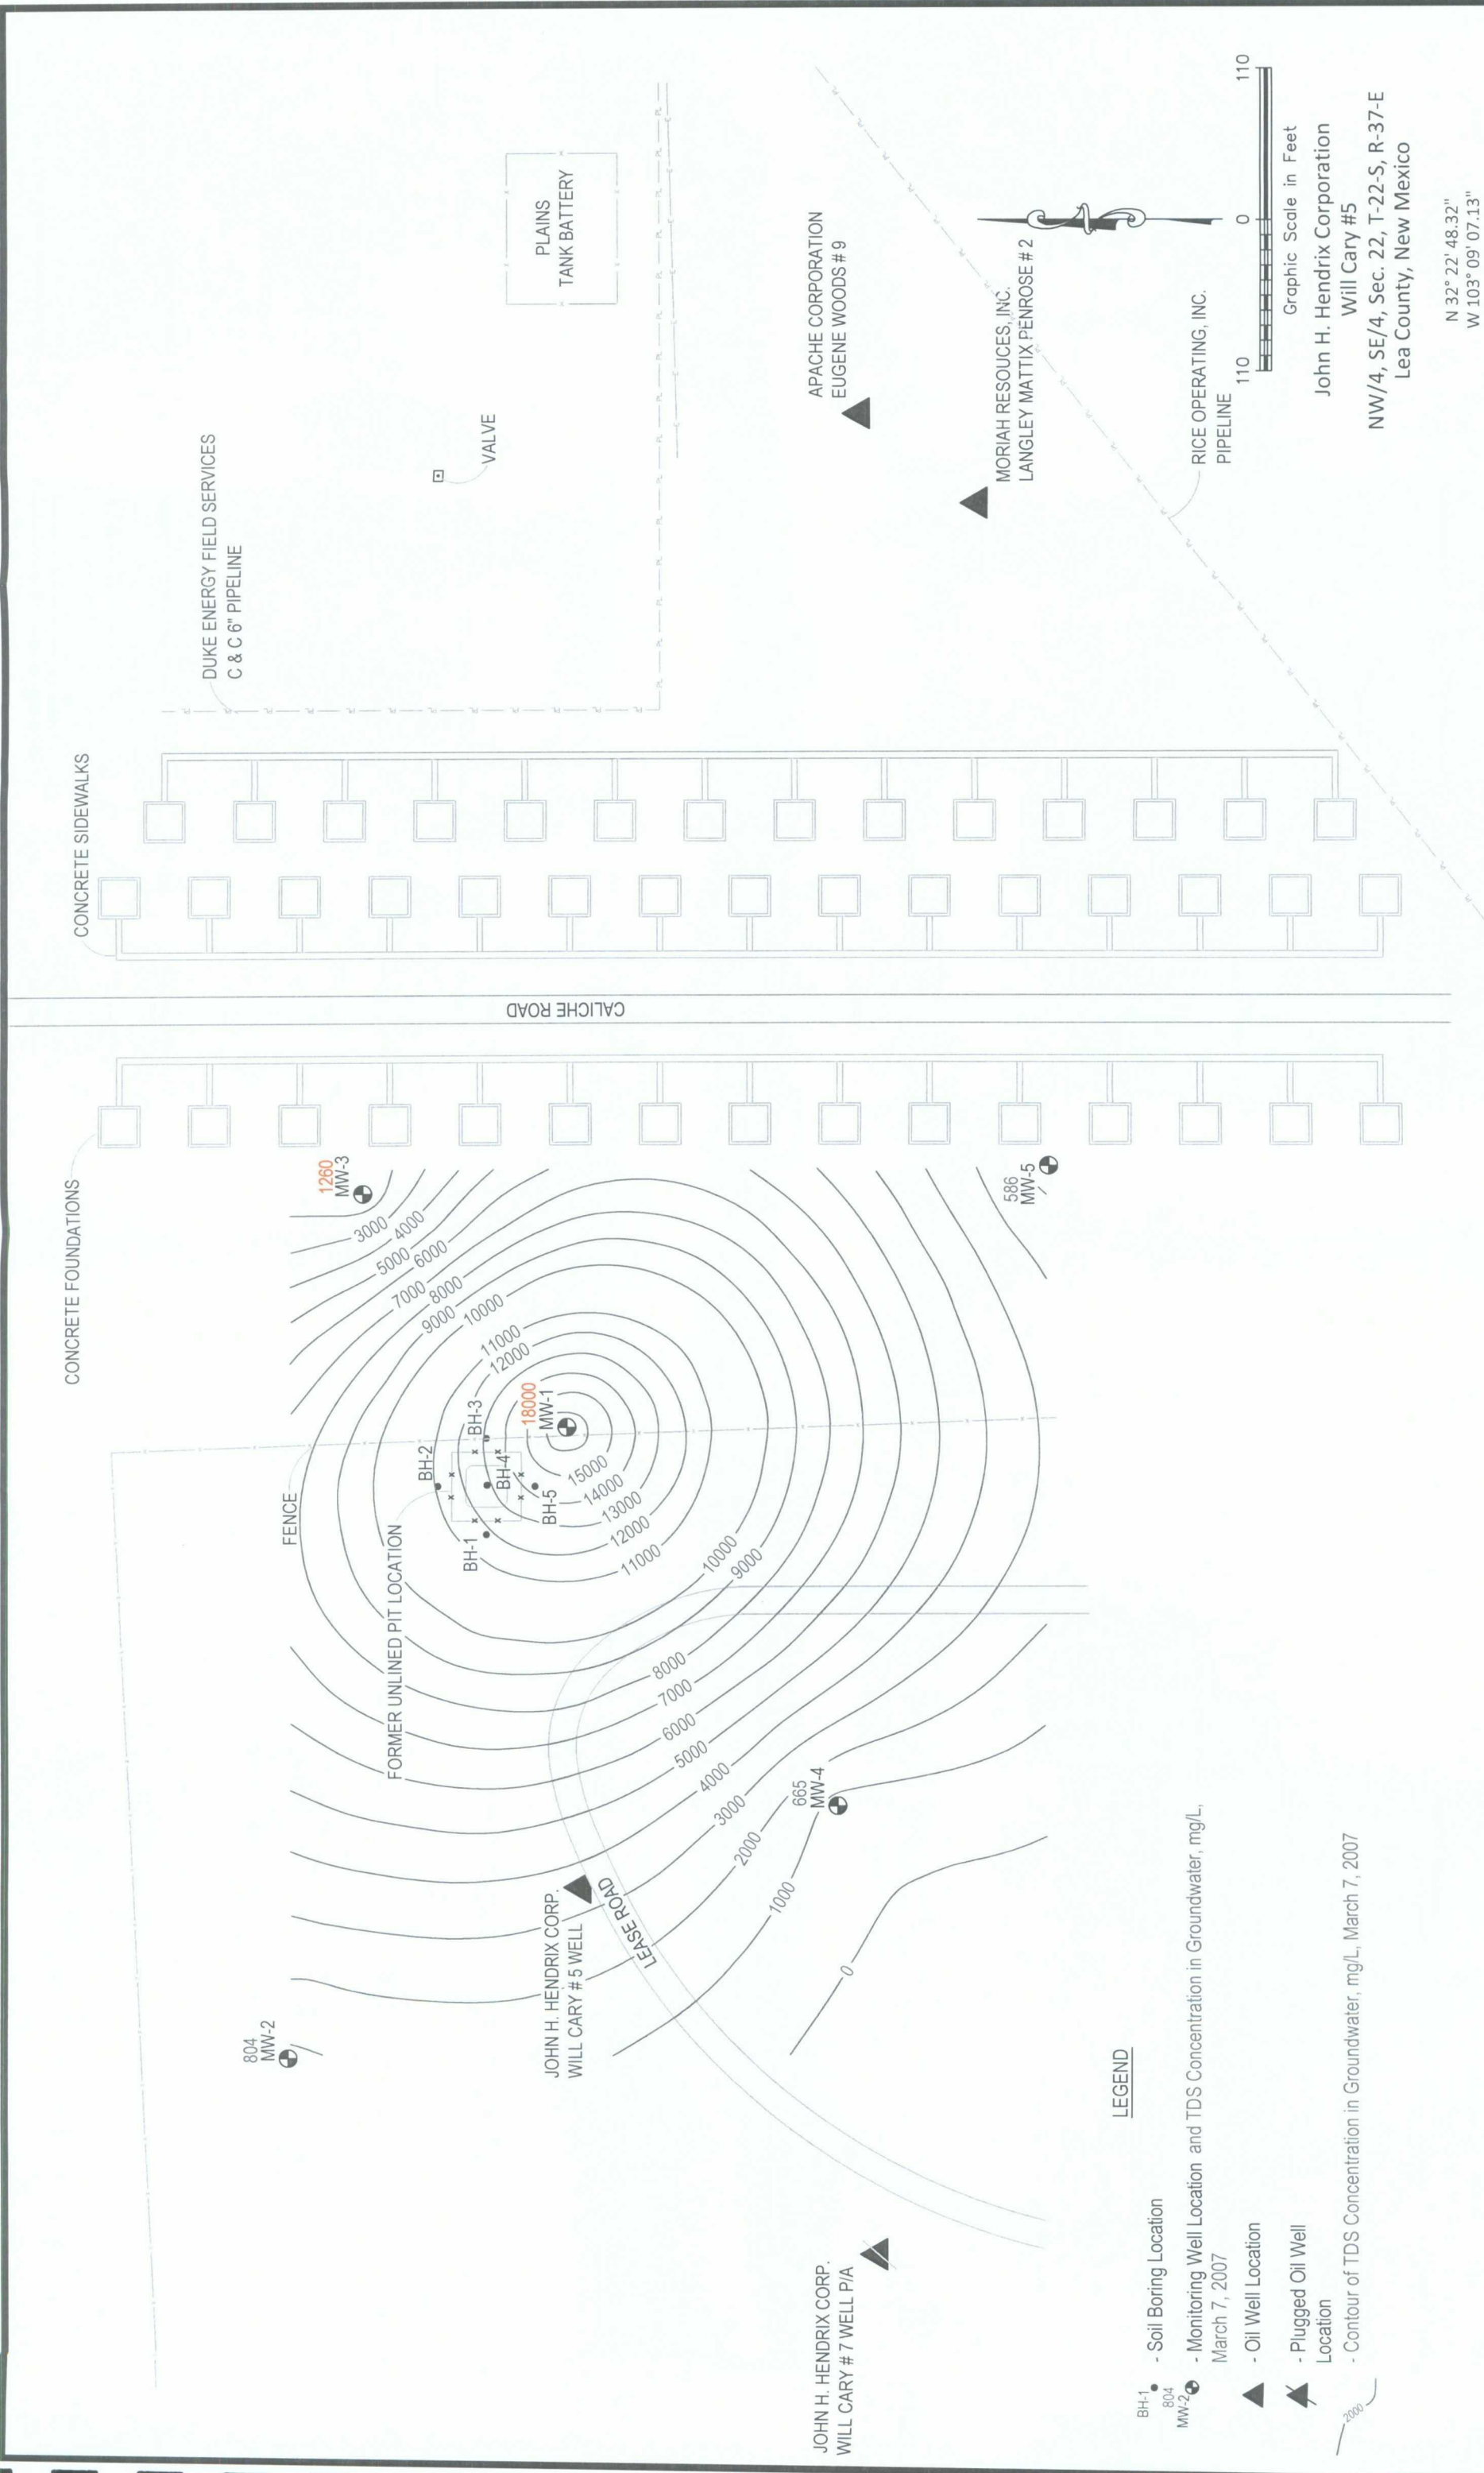 CONCRETE FOUNDATIONS
CONCRETE SIDEWALKS
DUKE ENERGY FIELD SERVICES
C & C 6" PIPELINE
VALVE
PLAINS
TANK BATTERY
CALICHE ROAD
FENCE
FORMER UNLINED PIT LOCATION
804
MW-2
1260
MW-3
18000
MW-1
BH-1
BH-2
BH-3
BH-4
BH-5
3000
4000
5000
6000
7000
8000
9000
10000
11000
12000
15000
14000
13000
12000
11000
10000
9000
8000
7000
6000
5000
4000
3000
2000
1000
0
665
MW-4
586
MW-5
JOHN H. HENDRIX CORP.
WILL CARY # 5 WELL
LEASE ROAD
JOHN H. HENDRIX CORP.
WILL CARY # 7 WELL P/A
APACHE CORPORATION
EUGENE WOODS # 9
MORIAH RESOUCES, INC.
LANGLEY MATTIX PENROSE # 2
RICE OPERATING, INC.
PIPELINE
LEGEND
BH-1 - Soil Boring Location
804
MW-2 - Monitoring Well Location and TDS Concentration in Groundwater, mg/L,
March 7, 2007
- Oil Well Location
- Plugged Oil Well
Location
2000 - Contour of TDS Concentration in Groundwater, mg/L, March 7, 2007
110 0 110
Graphic Scale in Feet
John H. Hendrix Corporation
Will Cary #5
NW/4, SE/4, Sec. 22, T-22-S, R-37-E
Lea County, New Mexico
N 32° 22' 48.32"
W 103° 09' 07.13"